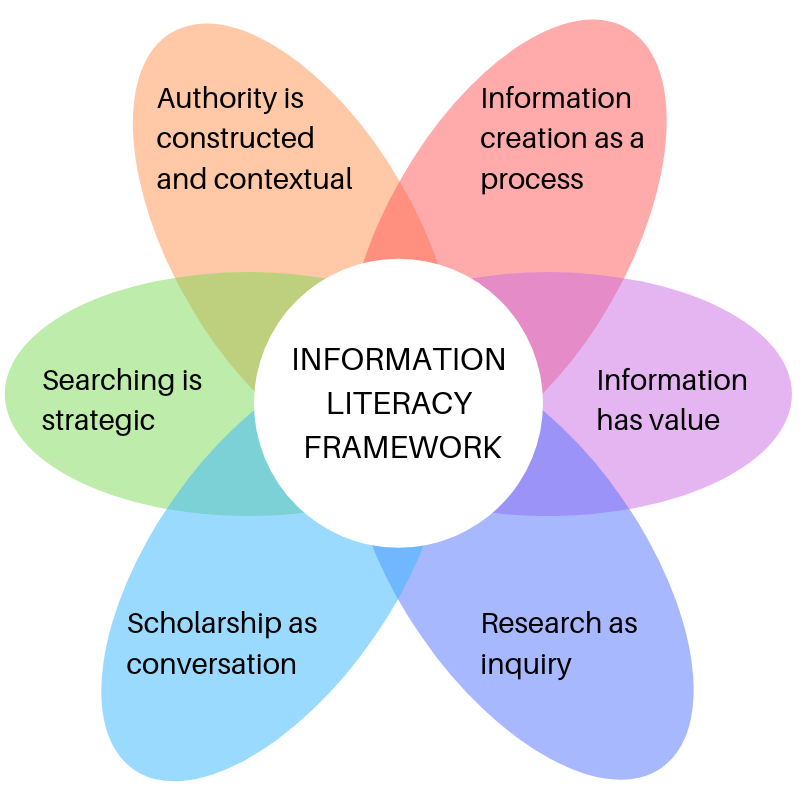 Authority is
constructed
and contextual
Information
creation as a
process
Searching is
strategic
INFORMATION
LITERACY
FRAMEWORK
Information
has value
Scholarship as
conversation
Research as
inquiry